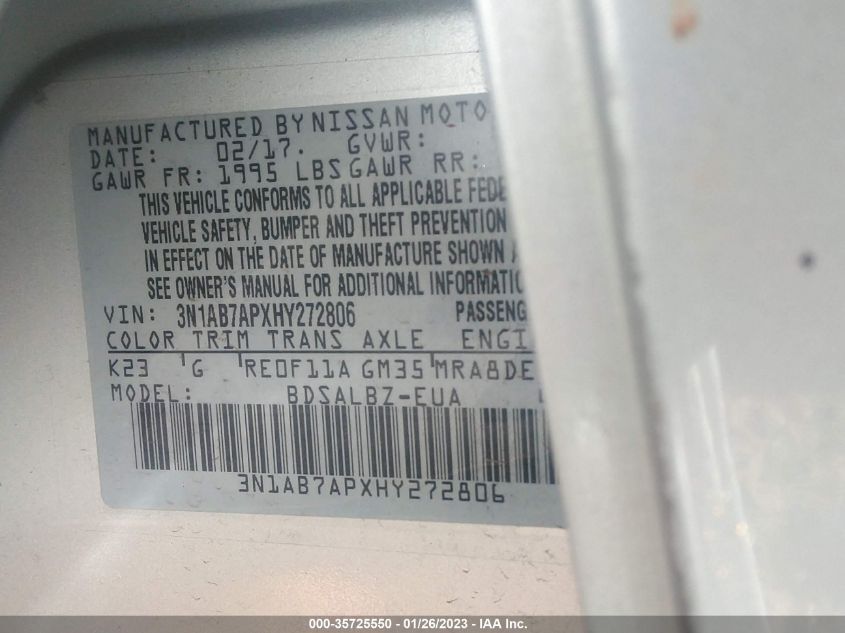 MANUFACTURED BY NISSAN MOTO
DATE: 02/17. GVWR:
GAWR FR: 1995 LBS GAWR RR:
THIS VEHICLE CONFORMS TO ALL APPLICABLE FEDE
VEHICLE SAFETY, BUMPER AND THEFT PREVENTION
IN EFFECT ON THE DATE OF MANUFACTURE SHOWN A
SEE OWNER'S MANUAL FOR ADDITIONAL INFORMATIO
VIN: 3N1AB7APXHY272806 PASSENG
COLOR TRIM TRANS AXLE ENGI
K23 G RE0F11A GM35 MRA8DE
MODEL: BDSALBZ-EUA
3N1AB7APXHY272806
000-35725550 - 01/26/2023 - IAA Inc.